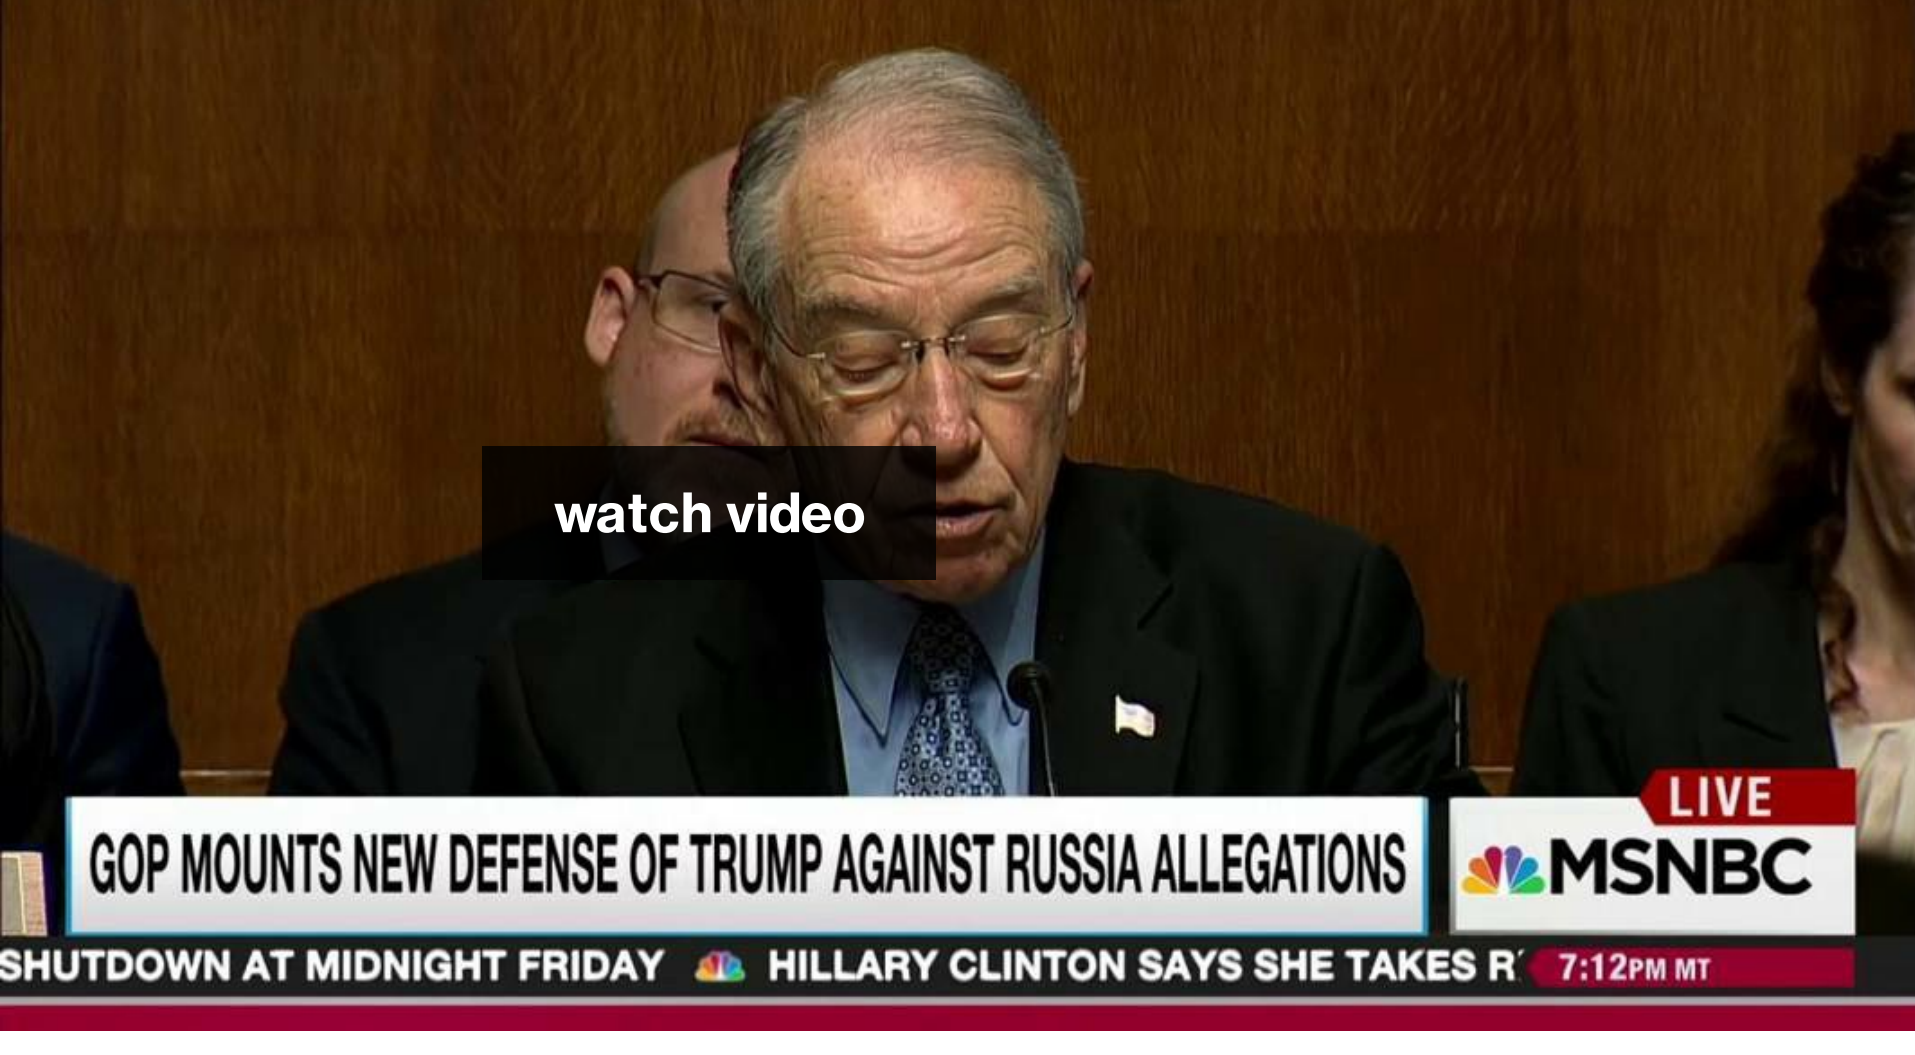 watch video
LIVE
GOP MOUNTS NEW DEFENSE OF TRUMP AGAINST RUSSIA ALLEGATIONS
MSNBC
SHUTDOWN AT MIDNIGHT FRIDAY HILLARY CLINTON SAYS SHE TAKES
7:12PM MT